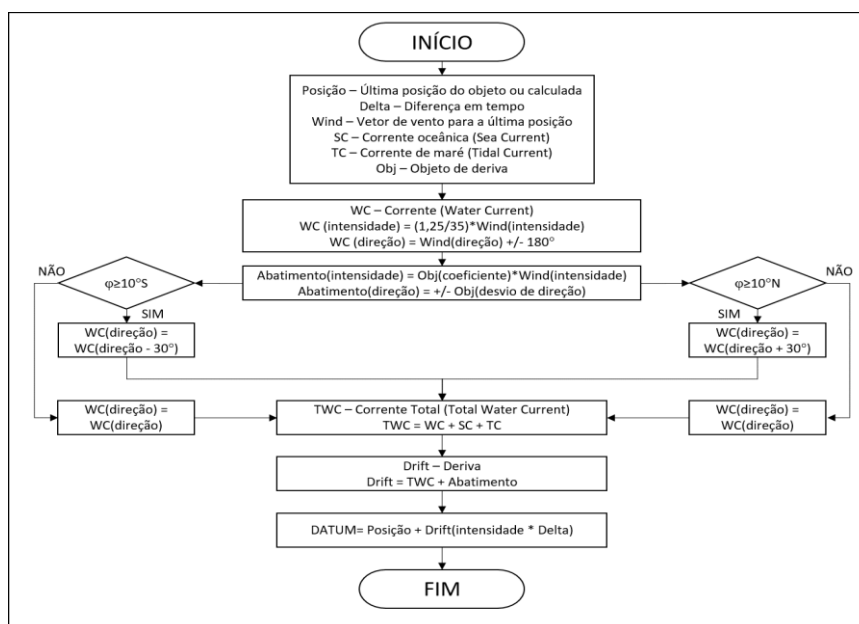 INÍCIO
Posição – Última posição do objeto ou calculada
Delta – Diferença em tempo
Wind – Vetor de vento para a última posição
SC – Corrente oceânica (Sea Current)
TC – Corrente de maré (Tidal Current)
Obj – Objeto de deriva
WC – Corrente (Water Current)
WC (intensidade) = (1,25/35)*Wind(intensidade)
WC (direção) = Wind(direção) +/- 180°
NÃO
φ≥10°S
SIM
Abatimento(intensidade) = Obj(coeficiente)*Wind(intensidade)
Abatimento(direção) = +/- Obj(desvio de direção)
φ≥10°N
NÃO
SIM
WC(direção) =
WC(direção - 30°)
WC(direção) =
WC(direção + 30°)
WC(direção) =
WC(direção)
TWC – Corrente Total (Total Water Current)
TWC = WC + SC + TC
WC(direção) =
WC(direção)
Drift – Deriva
Drift = TWC + Abatimento
DATUM= Posição + Drift(intensidade * Delta)
FIM